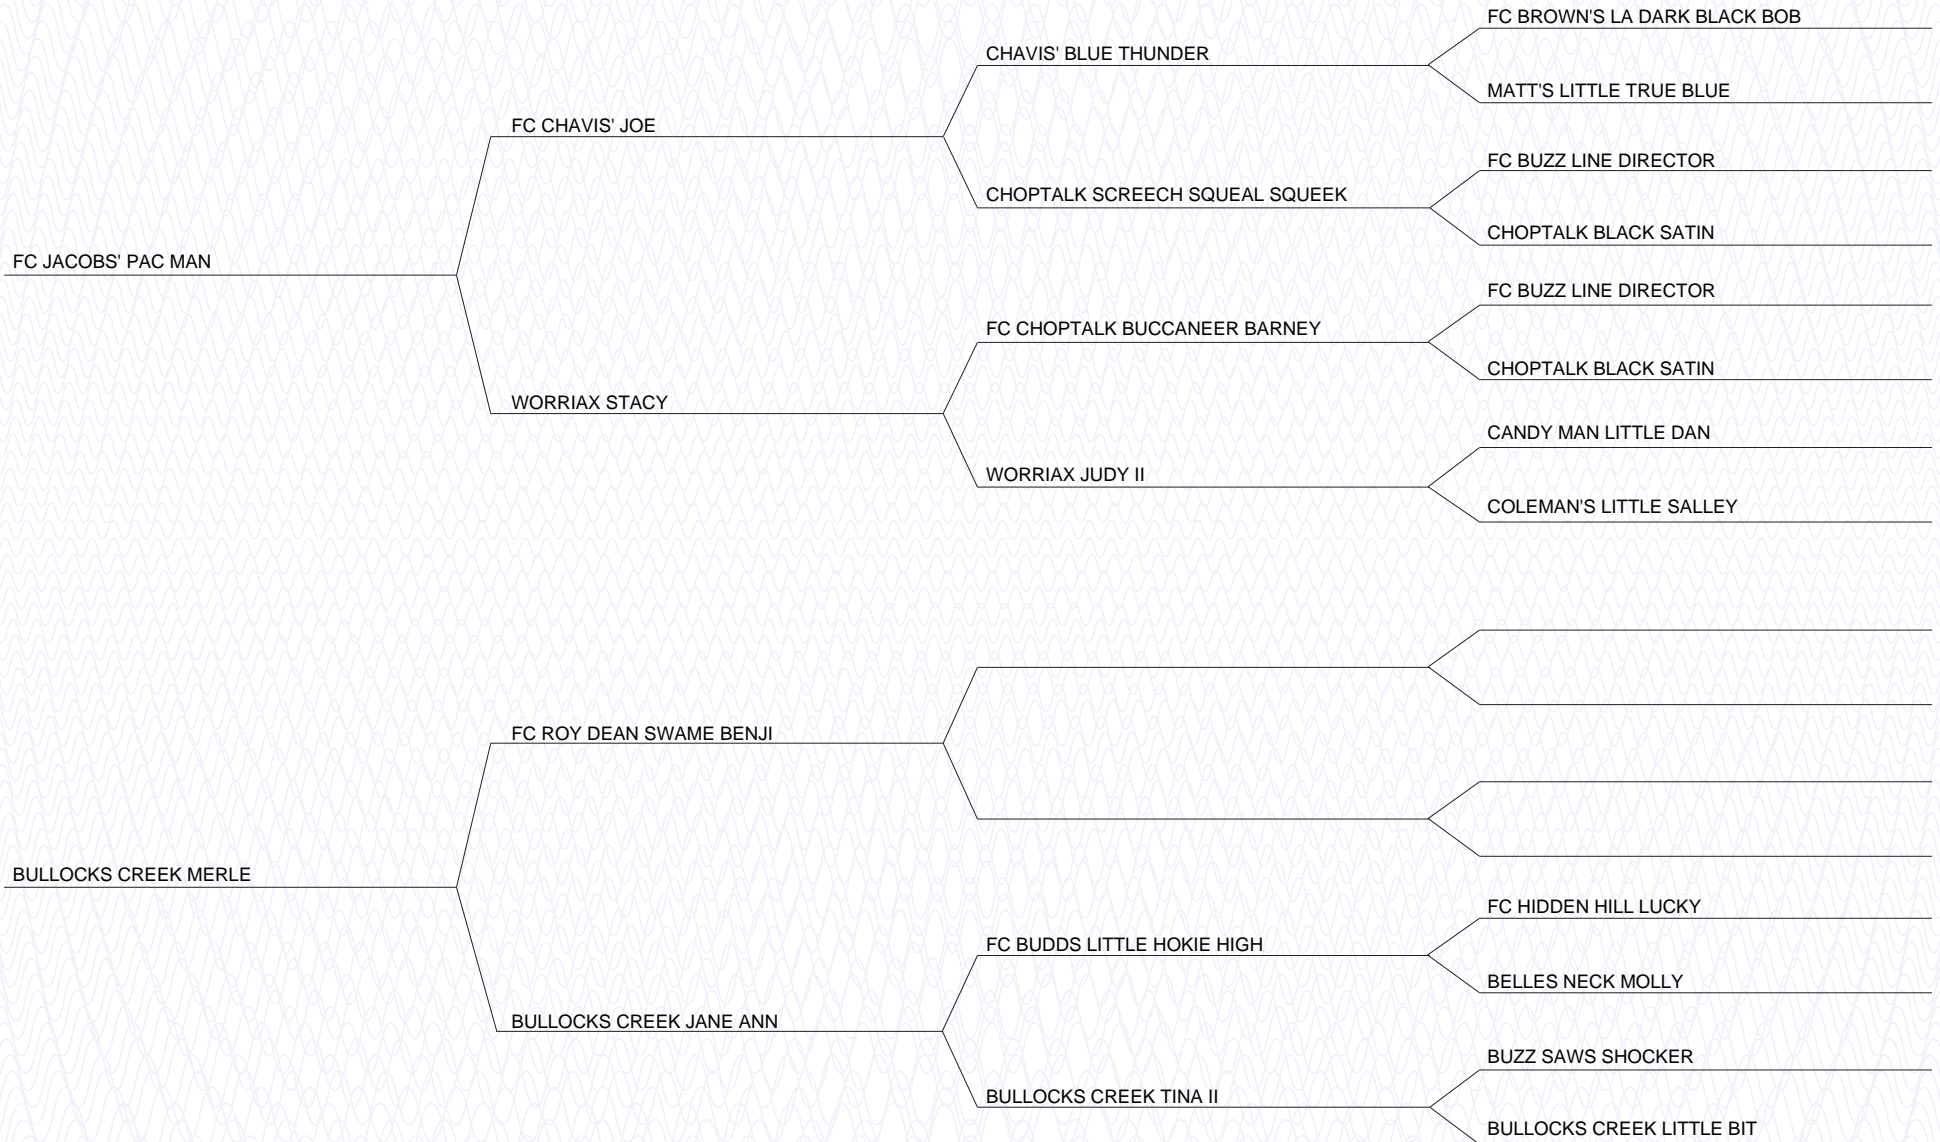 FC BROWN'S LA DARK BLACK BOB
CHAVIS' BLUE THUNDER
MATT'S LITTLE TRUE BLUE
FC CHAVIS' JOE
FC BUZZ LINE DIRECTOR
CHOPTALK SCREECH SQUEAL SQUEEK
CHOPTALK BLACK SATIN
FC JACOBS' PAC MAN
FC BUZZ LINE DIRECTOR
FC CHOPTALK BUCCANEER BARNEY
CHOPTALK BLACK SATIN
WORRIAX STACY
CANDY MAN LITTLE DAN
WORRIAX JUDY II
COLEMAN'S LITTLE SALLEY
FC ROY DEAN SWAME BENJI
BULLOCKS CREEK MERLE
FC HIDDEN HILL LUCKY
FC BUDDS LITTLE HOKIE HIGH
BELLES NECK MOLLY
BULLOCKS CREEK JANE ANN
BUZZ SAWS SHOCKER
BULLOCKS CREEK TINA II
BULLOCKS CREEK LITTLE BIT